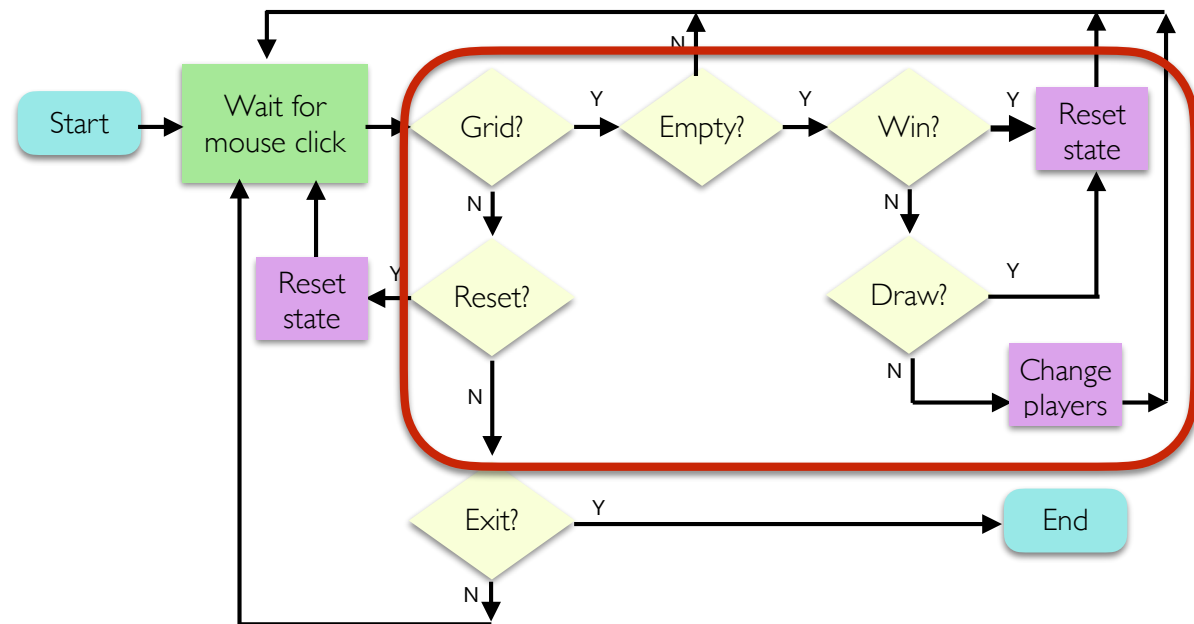 N
Start
Wait for
mouse click
Grid?
Y
Empty?
Y
Win?
Y
Reset
state
N
N
Reset
state
Y
Reset?
Draw?
Y
N
N
Change
players
Exit?
Y
End
N